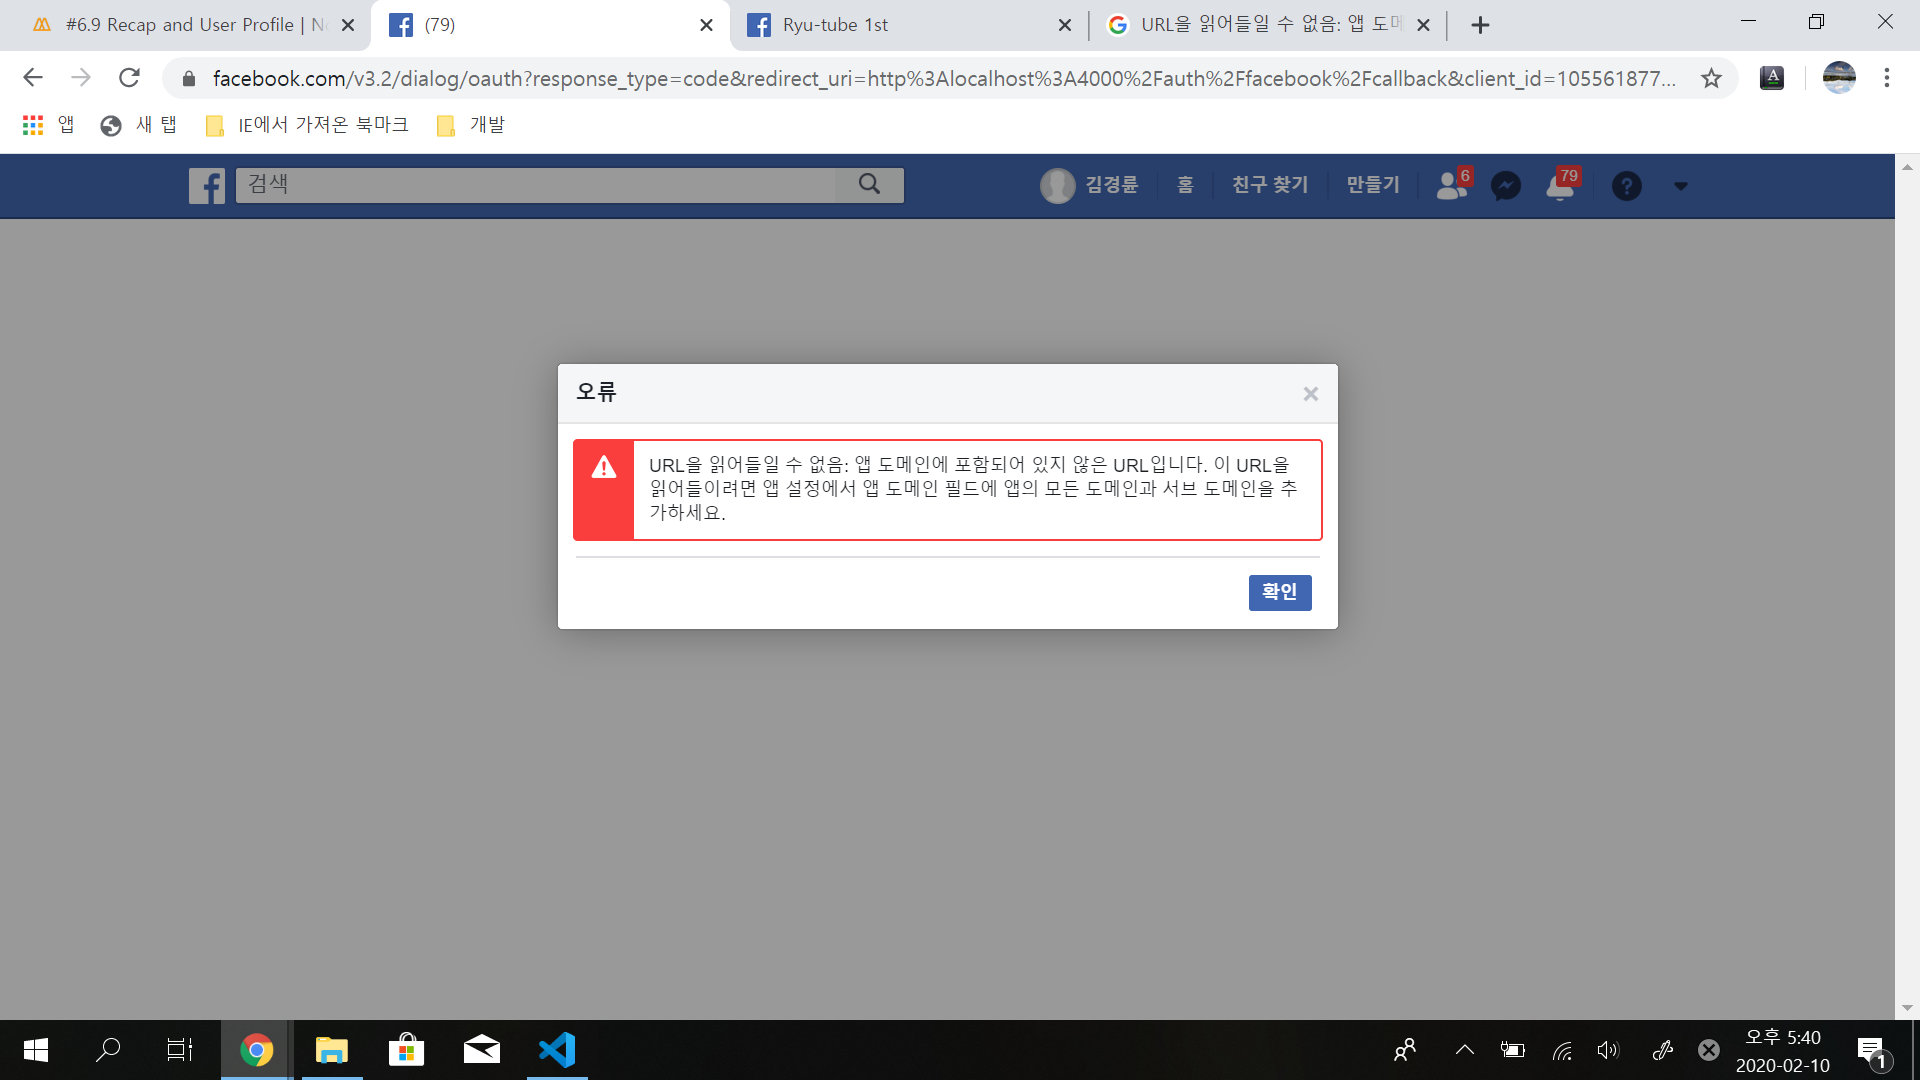 #6.9 Recap and User Profile | N
(79)
Ryu-tube 1st
URL을 읽어들일 수 없음: 앱 도메
facebook.com/v3.2/dialog/oauth?response_type=code&redirect_uri=http%3Alocalhost%3A4000%2Fauth%2Ffacebook%2Fcallback&client_id=105561877...
A
앱
새 탭
IE에서 가져온 북마크
개발
검색
김경륜
홈
친구 찾기
만들기
6
79
오류
URL을 읽어들일 수 없음: 앱 도메인에 포함되어 있지 않은 URL입니다. 이 URL을
읽어들이려면 앱 설정에서 앱 도메인 필드에 앱의 모든 도메인과 서브 도메인을 추
가하세요.
확인
오후 5:40
2020-02-10
1